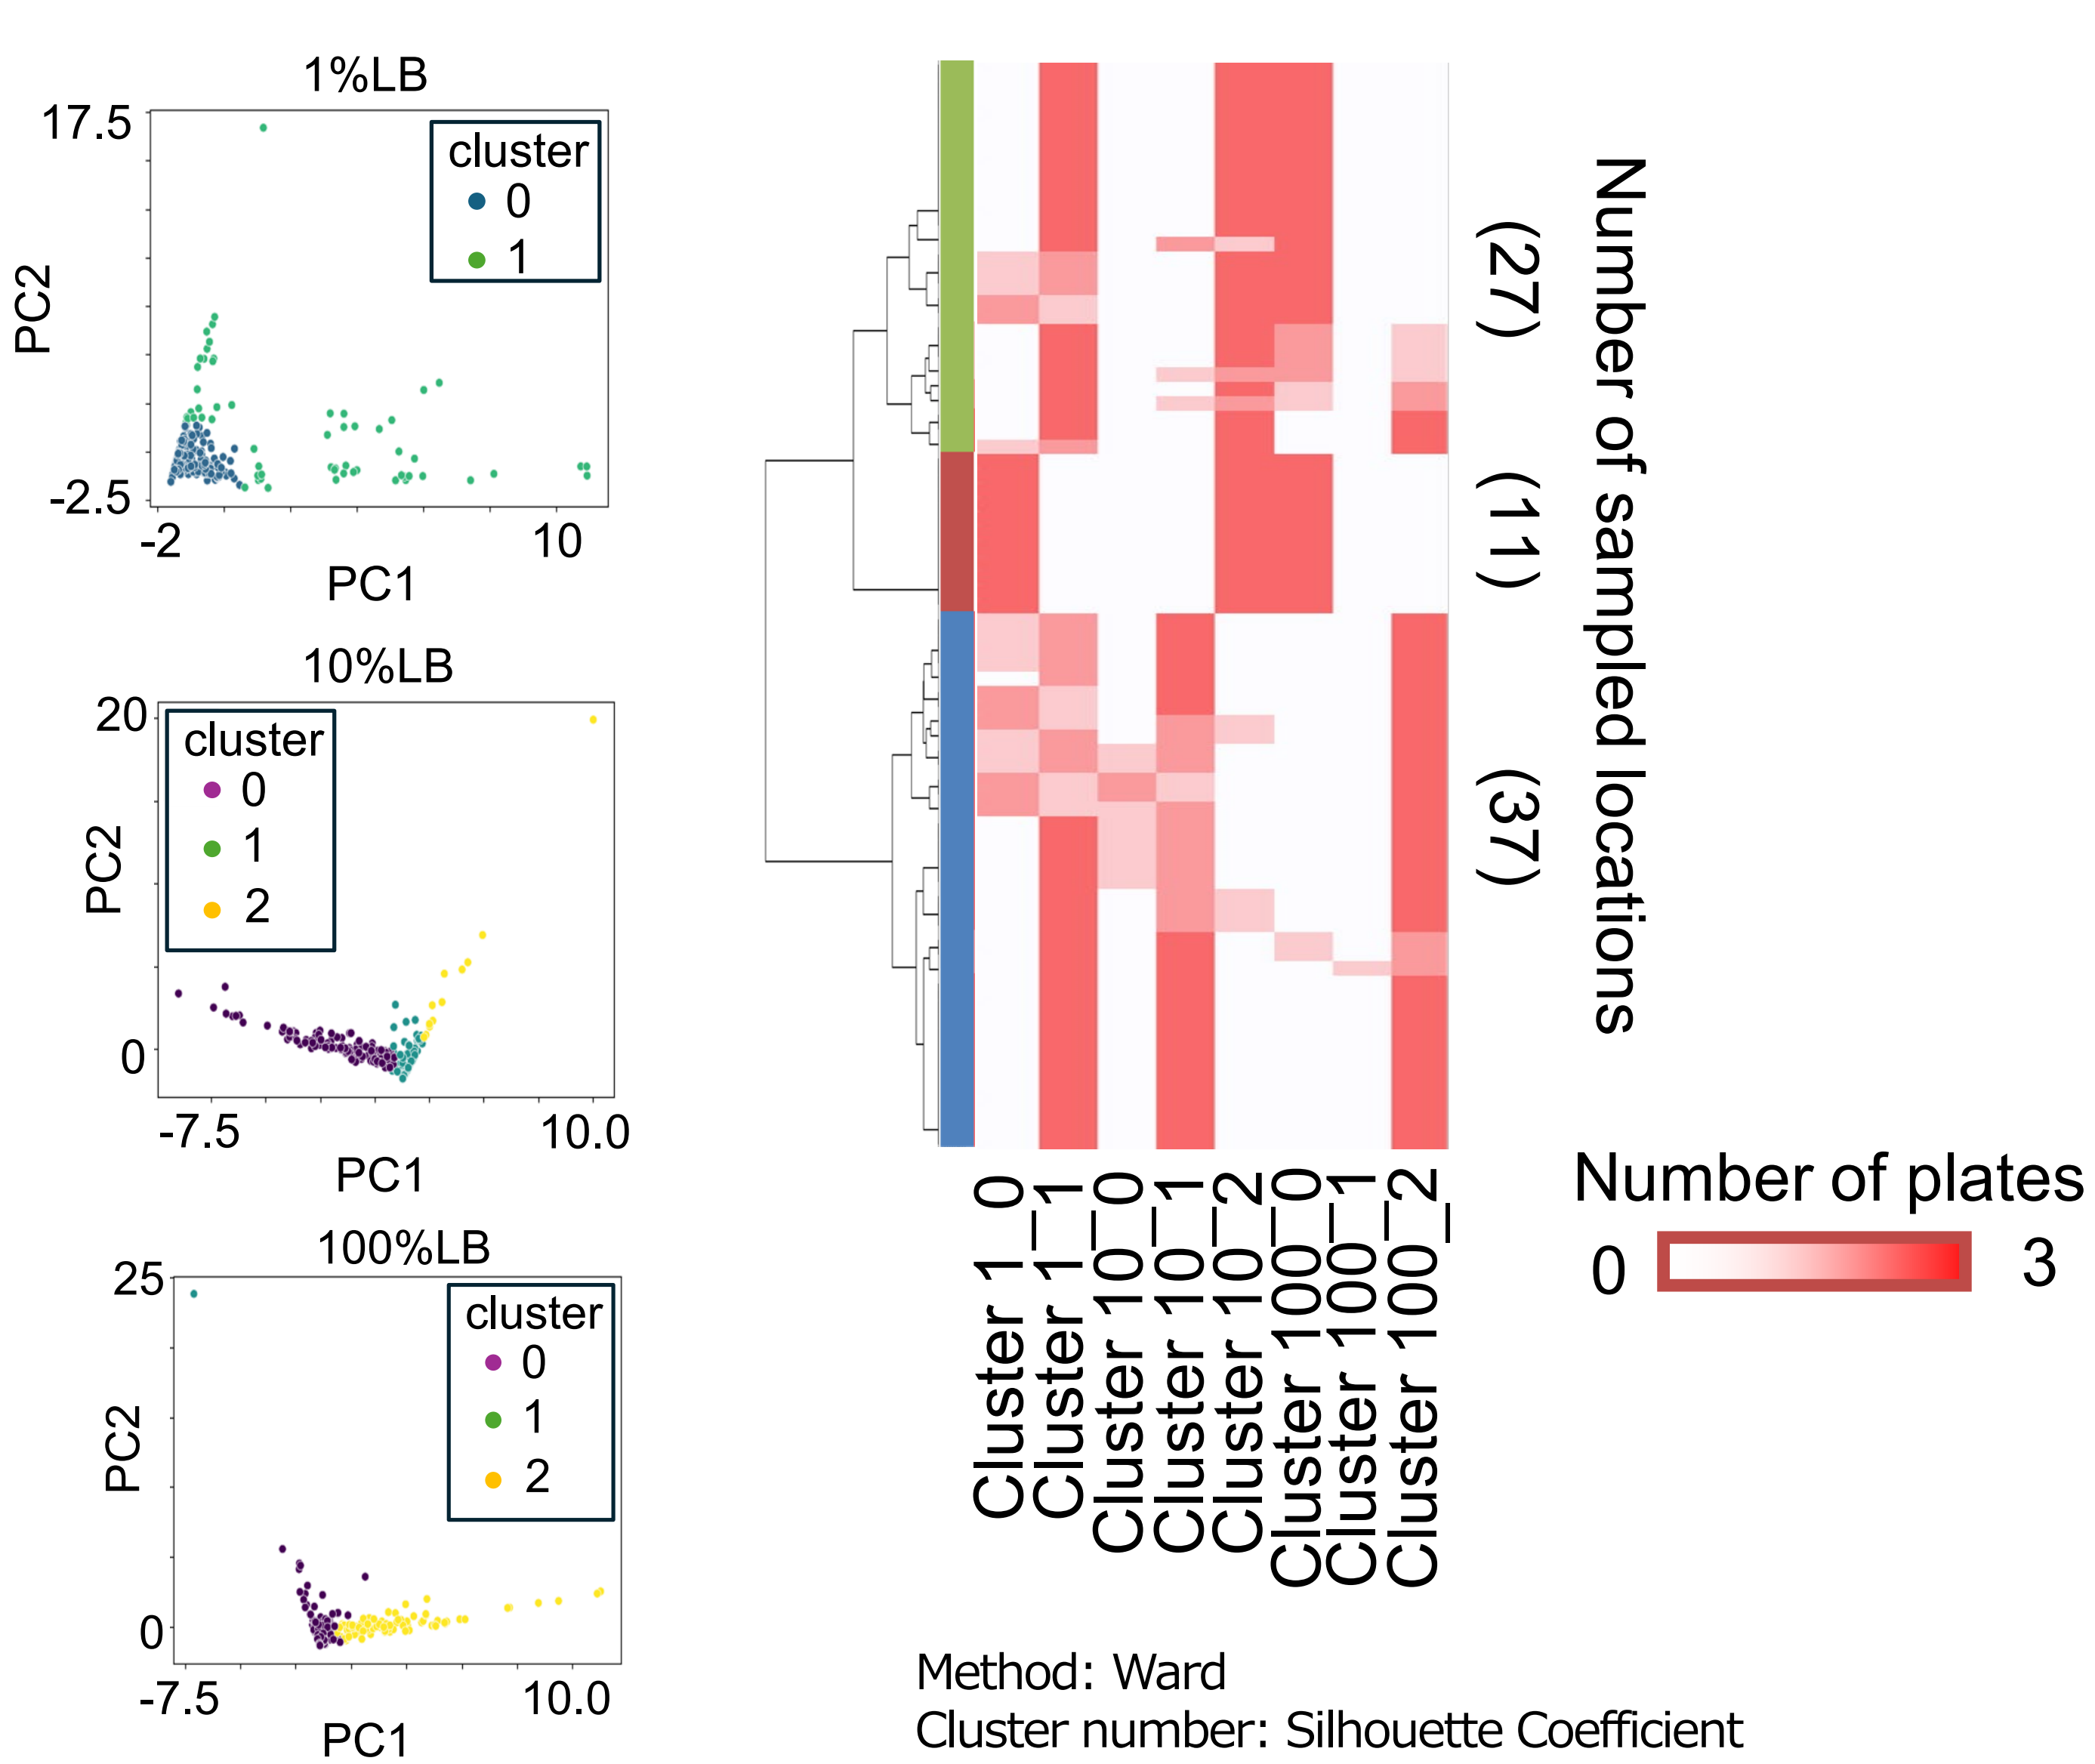 1%LB
17.5
cluster
0
1
PC2
-2.5
-2
10
PC1
10%LB
20
cluster
0
1
2
PC2
0
-7.5
10.0
PC1
100%LB
25
cluster
0
1
2
PC2
0
-7.5
10.0
PC1
Number of sampled locations
(27)
(11)
(37)
Cluster 1_0
Cluster 1_1
Cluster 10_0
Cluster 10_1
Cluster 10_2
Cluster 100_0
Cluster 100_1
Cluster 100_2
Number of plates
0
3
Method: Ward
Cluster number: Silhouette Coefficient